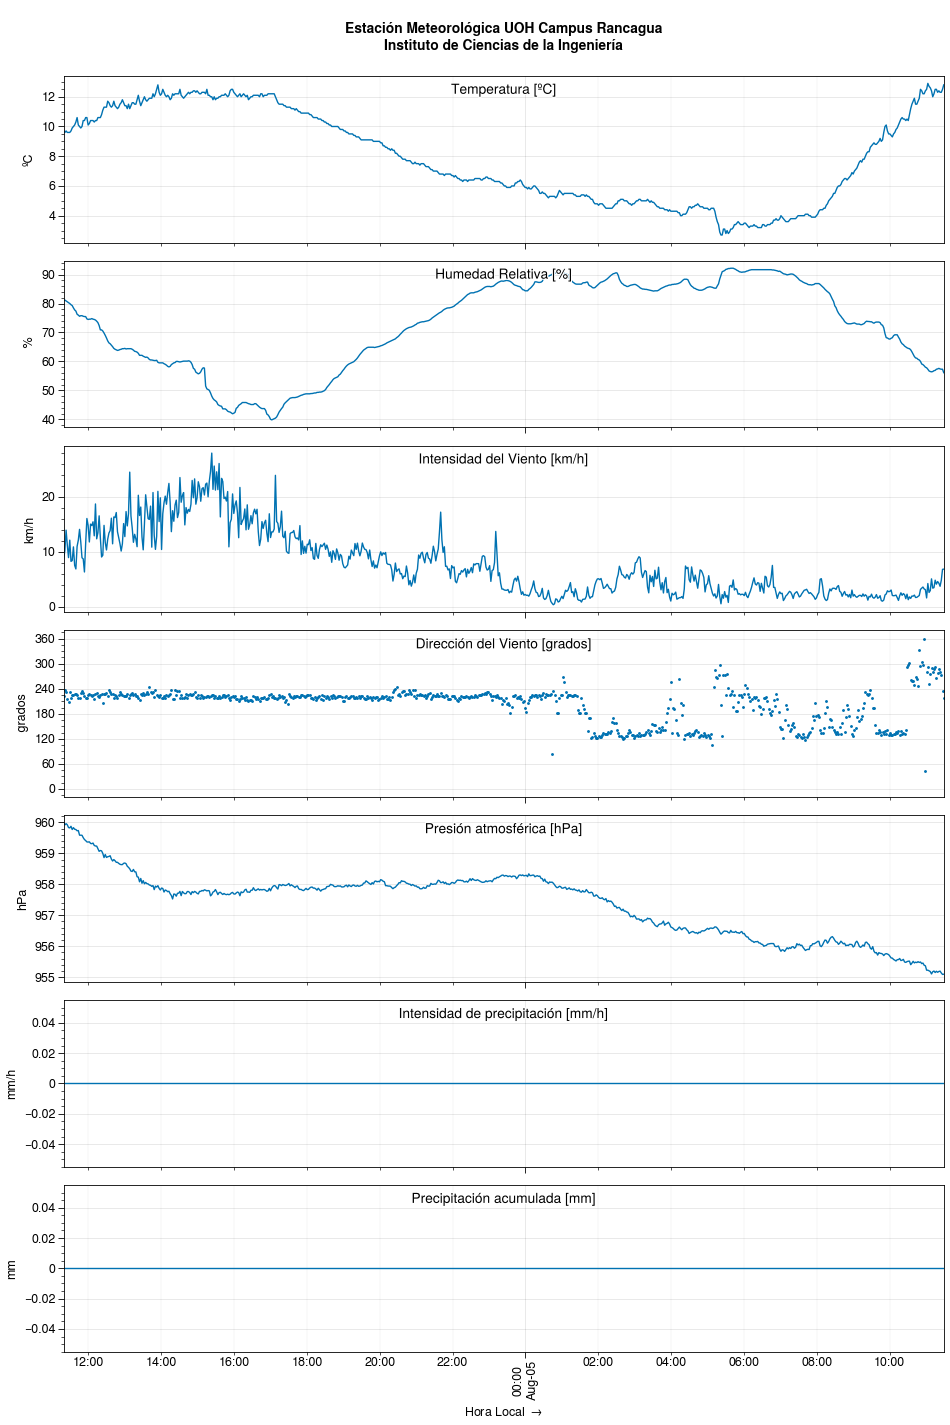 Estación Meteorológica UOH Campus Rancagua
Instituto de Ciencias de la Ingeniería
Temperatura [ºC]
12
10
8
6
4
ºC
Humedad Relativa [%]
90
80
70
60
50
40
%
Intensidad del Viento [km/h]
20
10
0
km/h
Dirección del Viento [grados]
360
300
240
180
120
60
0
grados
Presión atmosférica [hPa]
960
959
958
957
956
955
hPa
Intensidad de precipitación [mm/h]
0.04
0.02
0
−0.02
−0.04
mm/h
Precipitación acumulada [mm]
0.04
0.02
0
−0.02
−0.04
mm
12:00 14:00 16:00 18:00 20:00 22:00 00:00 02:00 04:00 06:00 08:00 10:00
Aug-05
Hora Local →